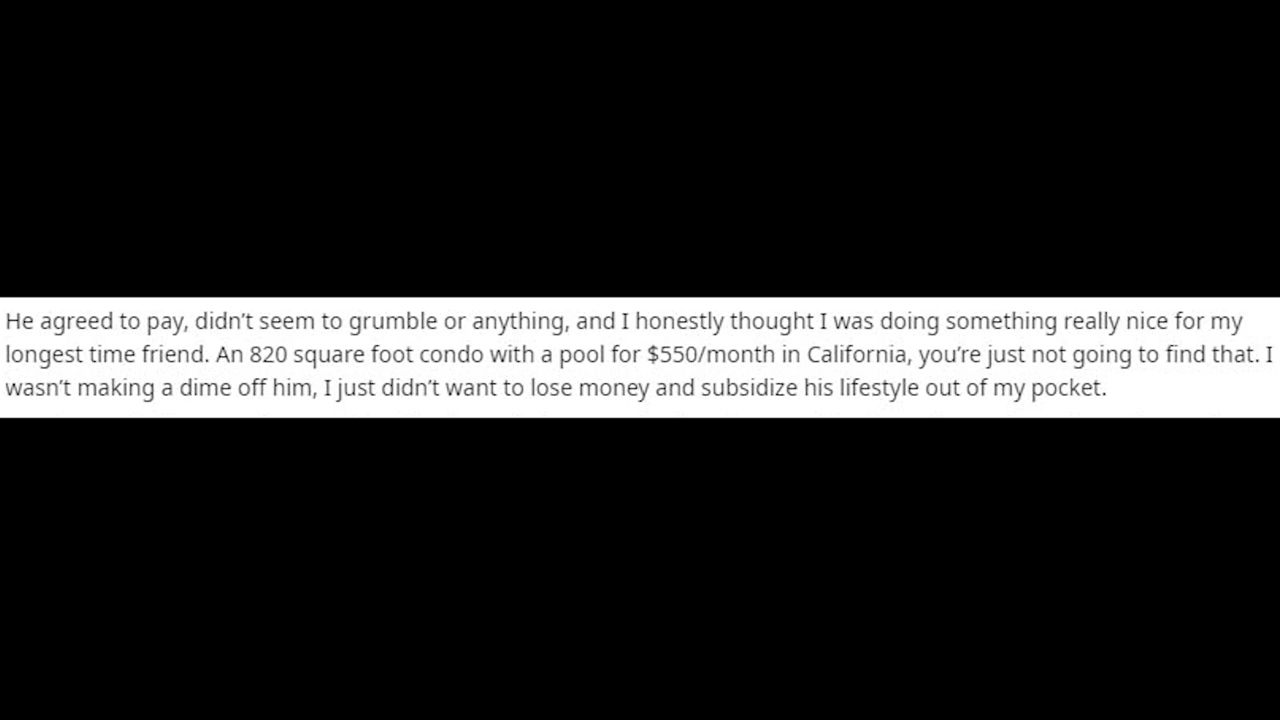 He agreed to pay, didn’t seem to grumble or anything, and I honestly thought I was doing something really nice for my
longest time friend. An 820 square foot condo with a pool for $550/month in California, you’re just not going to find that. I
wasn’t making a dime off him, I just didn’t want to lose money and subsidize his lifestyle out of my pocket.